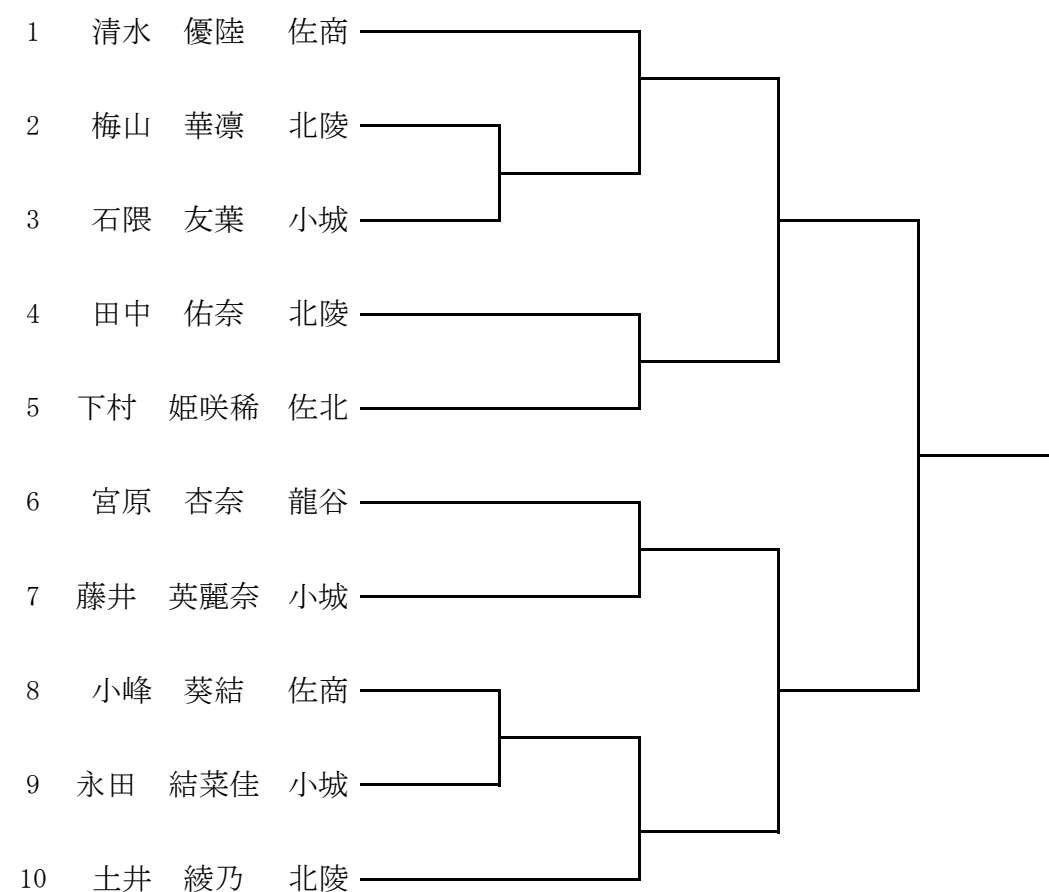 1 清水 優陸 佐商
2 梅山 華凛 北陵
3 石隈 友葉 小城
4 田中 佑奈 北陵
5 下村 姫咲稀 佐北
6 宮原 杏奈 龍谷
7 藤井 英麗奈 小城
8 小峰 葵結 佐商
9 永田 結菜佳 小城
10 土井 綾乃 北陵